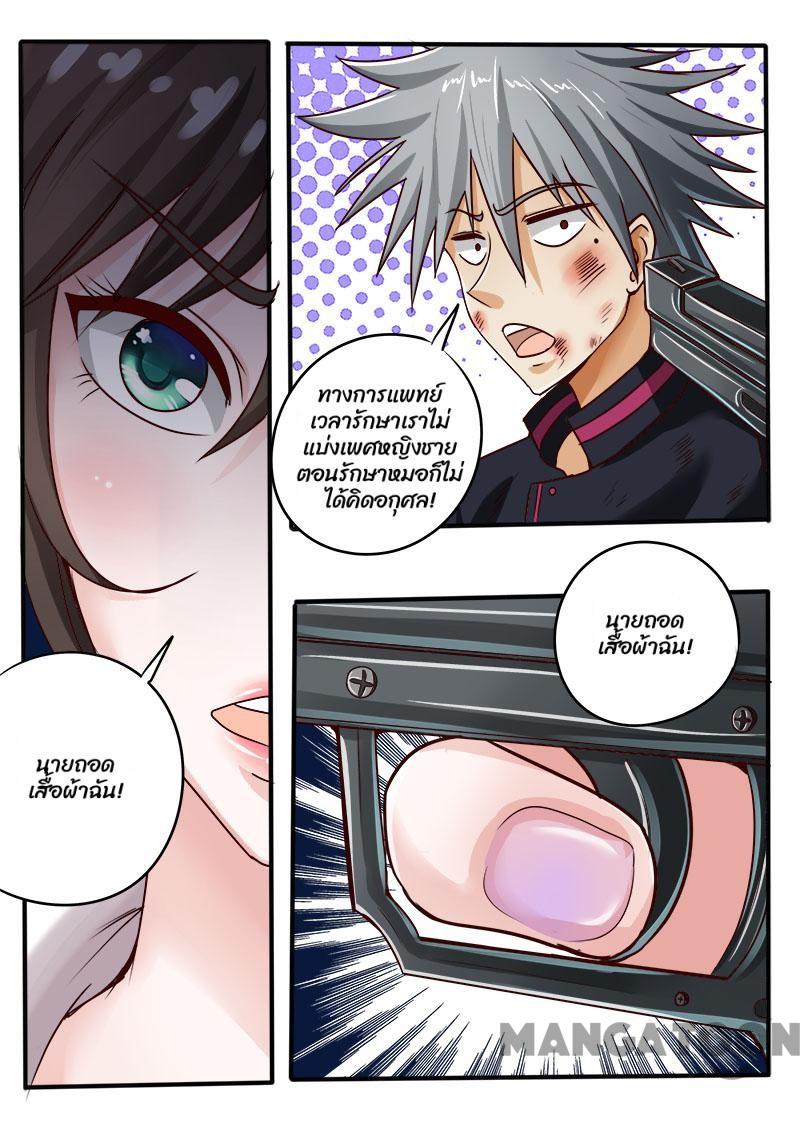 ทางการแพทย์
เวลารักษาเราไม่
แบ่งเพศหญิงชาย
ตอนรักษาหมอก็ไม่
ได้คิดอกุศล!
นายถอด
เสื้อผ้าฉัน!
นายถอด
เสื้อผ้าฉัน!
MANGATOON